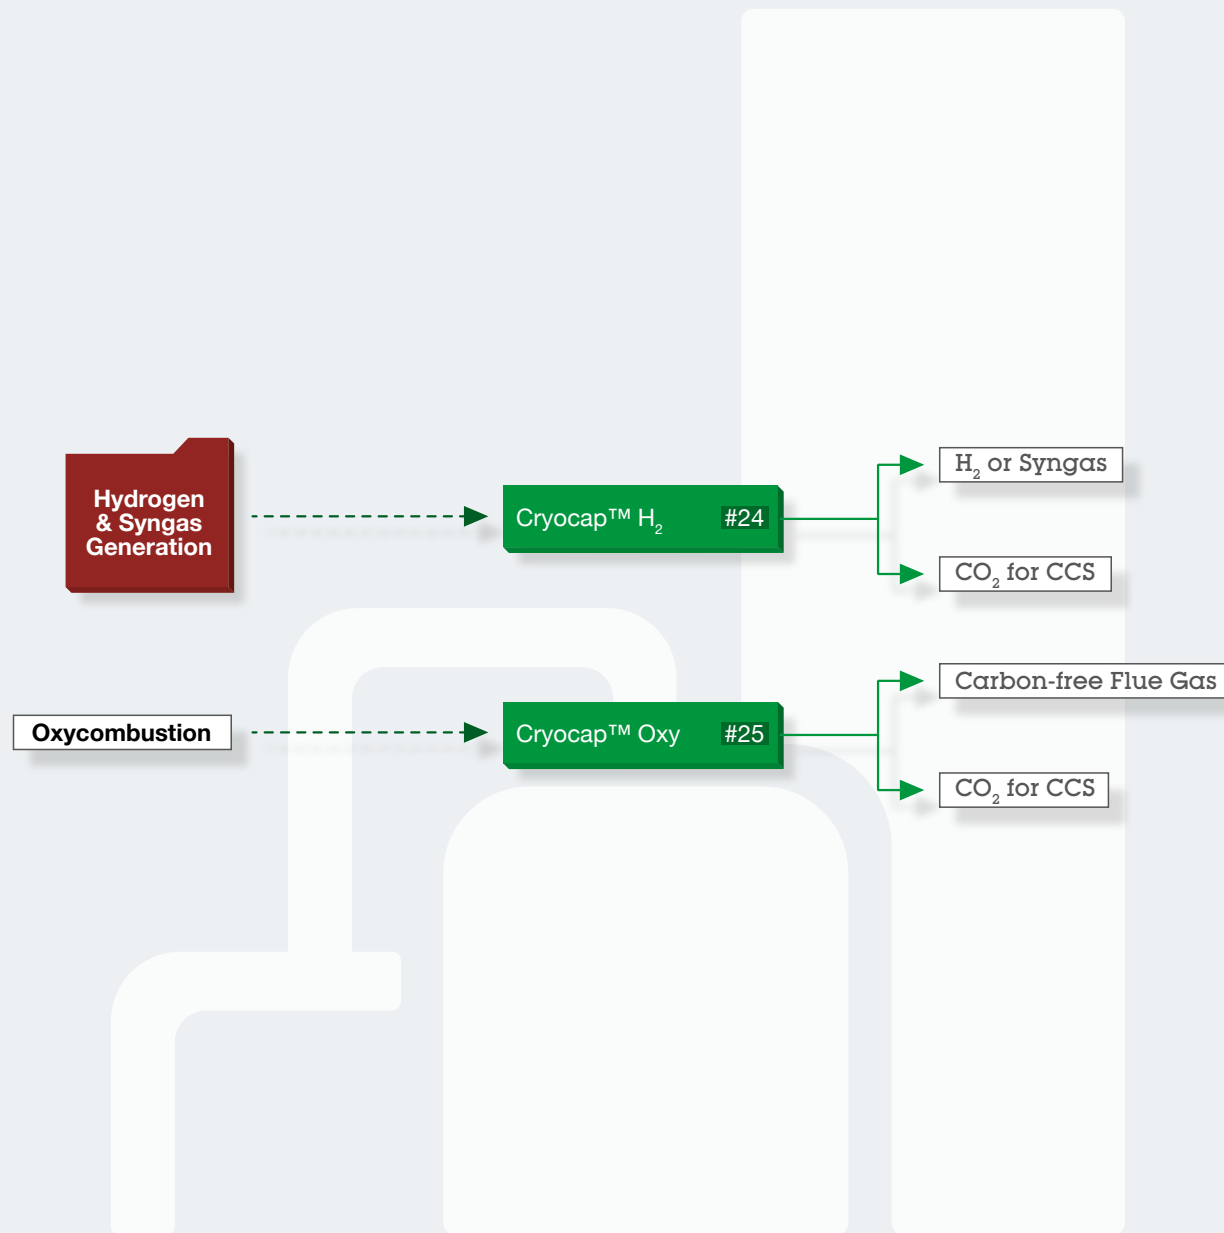 Hydrogen
& Syngas
Generation
Cryocap™ H₂ #24
H₂ or Syngas
CO₂ for CCS
Oxycombustion
Cryocap™ Oxy #25
Carbon-free Flue Gas
CO₂ for CCS